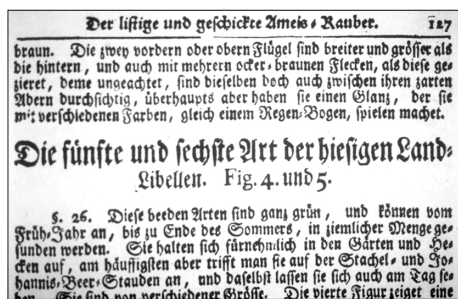 Der listige und geschickte Ameis-Rauber. 127
braun. Die zwey vordern oder obern Flügel sind breiter und grösser als
die hintern, und auch mit mehrern ocker-braunen Flecken, als diese ge-
zieret, deme ungeachtet, sind dieselben doch auch zwischen ihren zarten
Adern durchsichtig, überhaupts aber haben sie einen Glanz, der sie
mit verschiedenen Farben, gleich einem Regen-Bogen, spielen machet.
Die fünfte und sechste Art der hiesigen Land-
Libellen. Fig. 4. und 5.
§. 26. Diese beeden Arten sind ganz grün, und können vom
Früh-Jahr an, bis zu Ende des Sommers, in ziemlicher Menge ge-
funden werden. Sie halten sich fürnehmlich in den Gärten und He-
cken auf, am häuffigsten aber trifft man sie auf der Stachel- und Jo-
hannis-Beer-Stauden an, und daselbst lassen sie sich auch am Tag se-
hen. Sie sind von verschiedener Grösse. Die vierte Figur zeiget eine